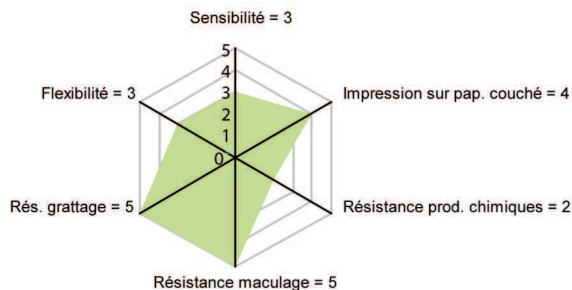 Sensibilité = 3
5
4
Flexibilité = 3
3
Impression sur pap. couché = 4
2
1
0
Rés. grattage = 5
Résistance prod. chimiques = 2
Résistance maculage = 5